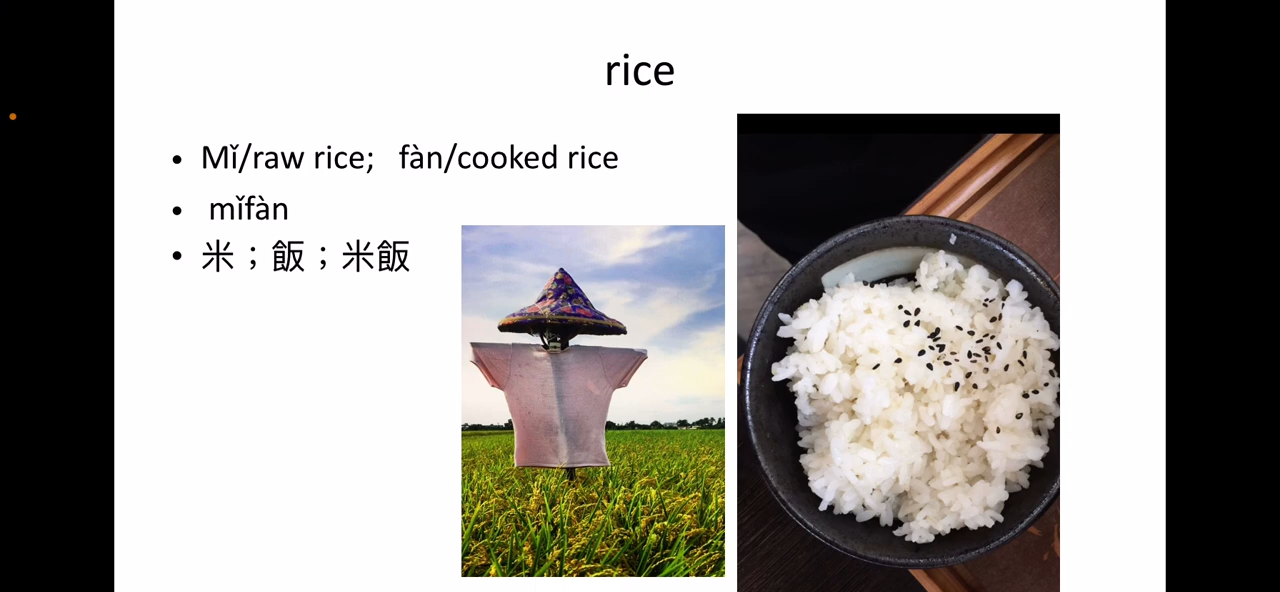 rice
• Mǐ/raw rice;   fàn/cooked rice
• mǐfàn
• 米；飯；米飯